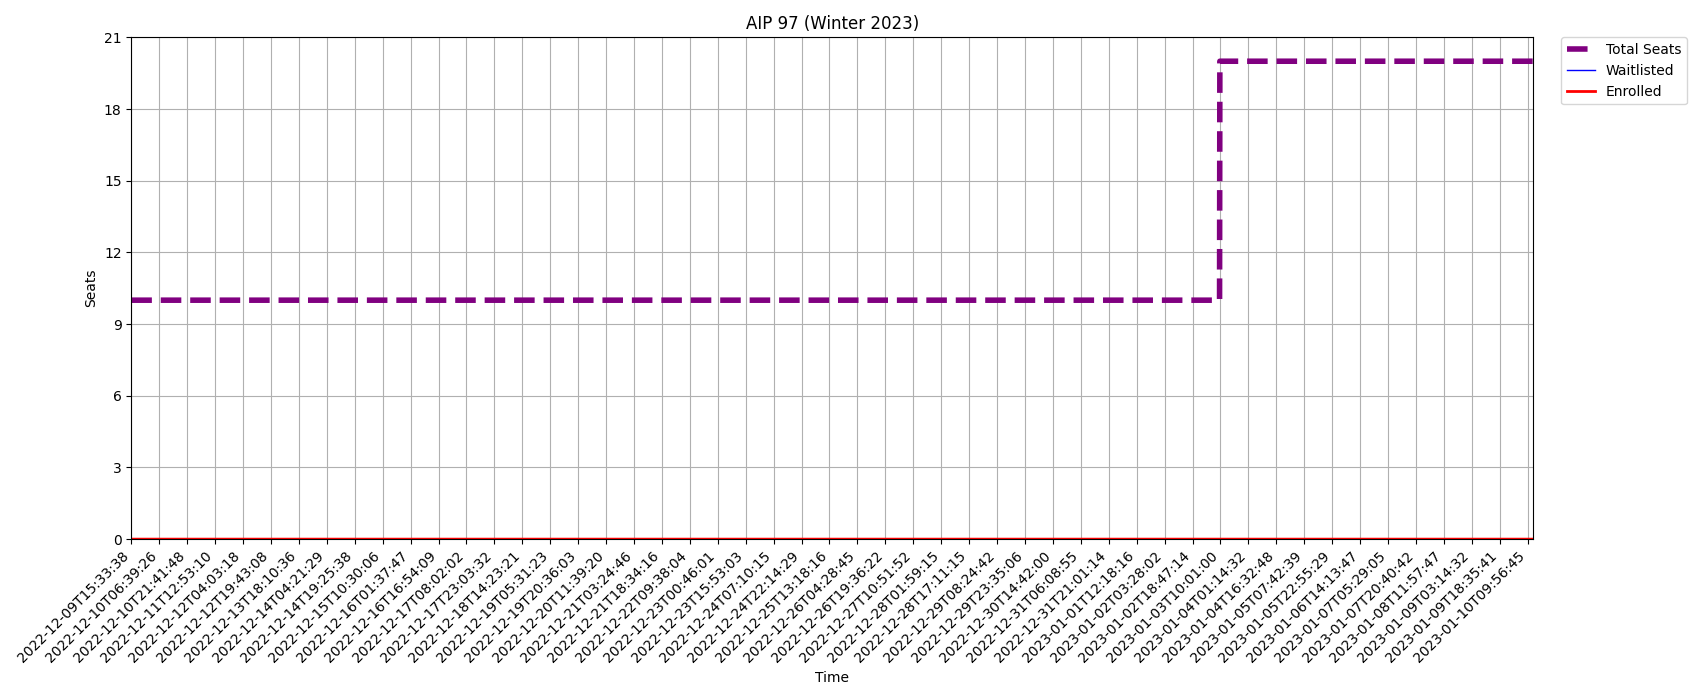 AIP 97 (Winter 2023)
Total Seats
Waitlisted
Enrolled
Seats
21
18
15
12
9
6
3
0
2022-12-09T15:33:38
2022-12-10T06:39:26
2022-12-10T21:41:48
2022-12-11T12:53:10
2022-12-12T04:03:18
2022-12-12T19:43:08
2022-12-13T18:10:36
2022-12-14T04:21:29
2022-12-14T19:25:38
2022-12-15T10:30:06
2022-12-16T01:37:47
2022-12-16T16:54:09
2022-12-17T08:02:02
2022-12-17T23:03:32
2022-12-18T14:23:21
2022-12-19T05:31:23
2022-12-19T20:36:03
2022-12-20T11:39:20
2022-12-21T03:24:46
2022-12-21T18:34:16
2022-12-22T09:38:04
2022-12-23T00:46:01
2022-12-23T15:53:03
2022-12-24T07:10:15
2022-12-24T22:14:29
2022-12-25T13:18:16
2022-12-26T04:28:45
2022-12-26T19:36:22
2022-12-27T10:51:52
2022-12-28T01:59:15
2022-12-28T17:11:15
2022-12-29T08:24:42
2022-12-29T23:35:06
2022-12-30T14:42:00
2022-12-31T06:08:55
2022-12-31T21:01:14
2023-01-01T12:18:16
2023-01-02T03:28:02
2023-01-02T18:47:14
2023-01-03T10:01:00
2023-01-04T01:14:32
2023-01-04T16:32:48
2023-01-05T07:42:39
2023-01-05T22:55:29
2023-01-06T14:13:47
2023-01-07T05:29:05
2023-01-07T20:40:42
2023-01-08T11:57:47
2023-01-09T03:14:32
2023-01-09T18:35:41
2023-01-10T09:56:45
Time